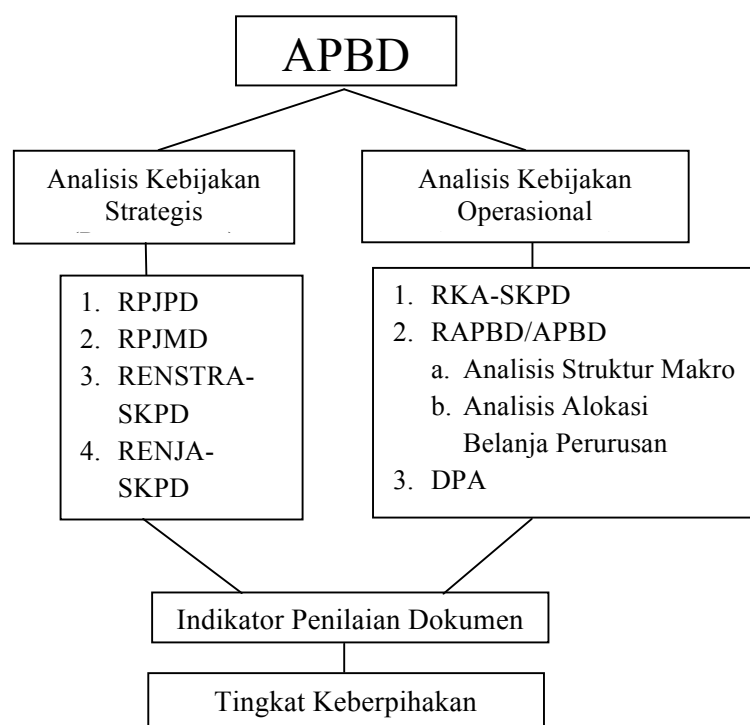 APBD
Analisis Kebijakan
Strategis
Analisis Kebijakan
Operasional
1. RPJPD
2. RPJMD
3. RENSTRA-
SKPD
4. RENJA-
SKPD
1. RKA-SKPD
2. RAPBD/APBD
a. Analisis Struktur Makro
b. Analisis Alokasi
Belanja Perurusan
3. DPA
Indikator Penilaian Dokumen
Tingkat Keberpihakan